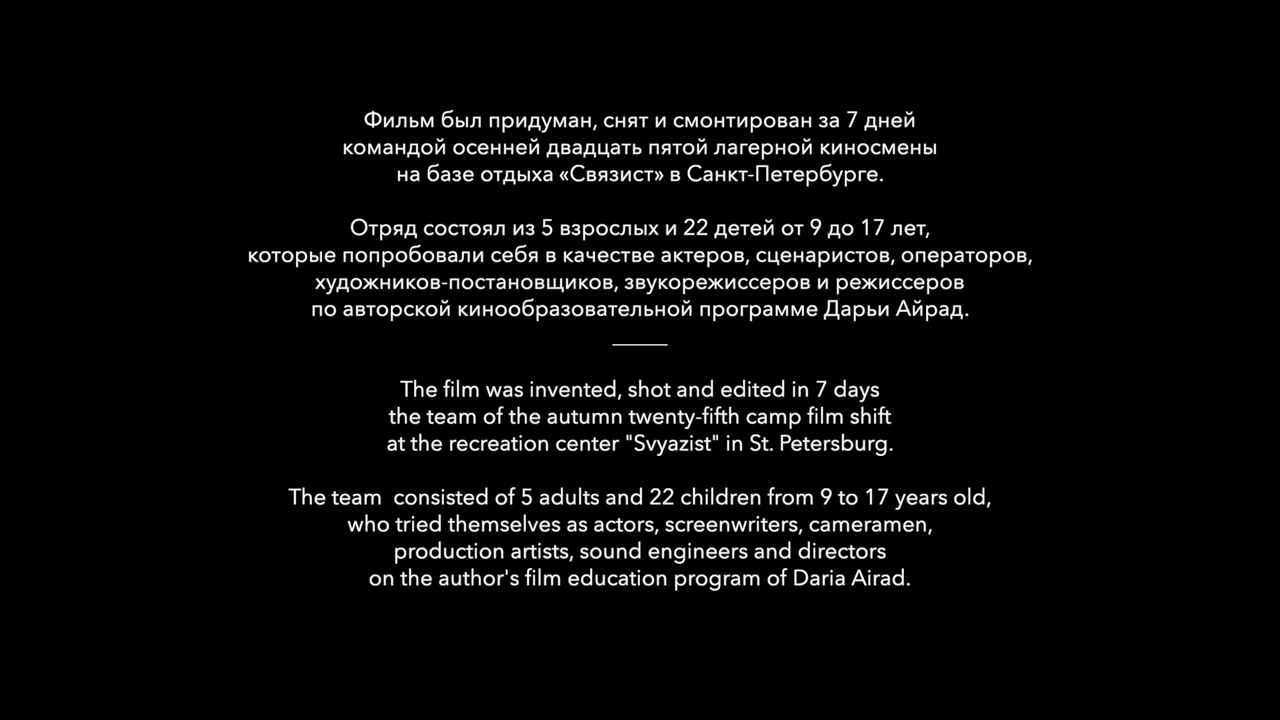 Фильм был придуман, снят и смонтирован за 7 дней
командой осенней двадцать пятой лагерной киносмены
на базе отдыха «Связист» в Санкт-Петербурге.
Отряд состоял из 5 взрослых и 22 детей от 9 до 17 лет,
которые попробовали себя в качестве актеров, сценаристов, операторов,
художников-постановщиков, звукорежиссеров и режиссеров
по авторской кинообразовательной программе Дарьи Айрад.
The film was invented, shot and edited in 7 days
the team of the autumn twenty-fifth camp film shift
at the recreation center "Svyazist" in St. Petersburg.
The team  consisted of 5 adults and 22 children from 9 to 17 years old,
who tried themselves as actors, screenwriters, cameramen,
production artists, sound engineers and directors
on the author's film education program of Daria Airad.